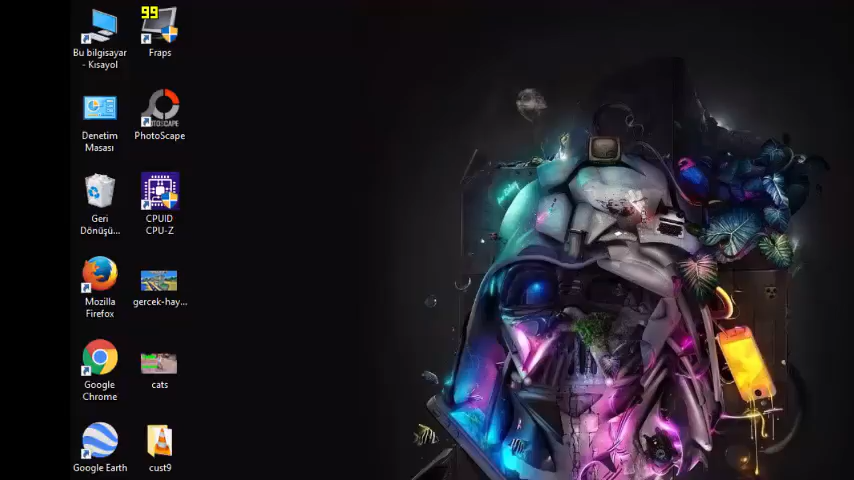 99
Bu bilgisayar
- Kısayol
Fraps
Denetim
Masası
PhotoScape
Geri
Dönüşü...
CPUID
CPU-Z
Mozilla
Firefox
gercek-hay...
Google
Chrome
cats
Google Earth
cust9